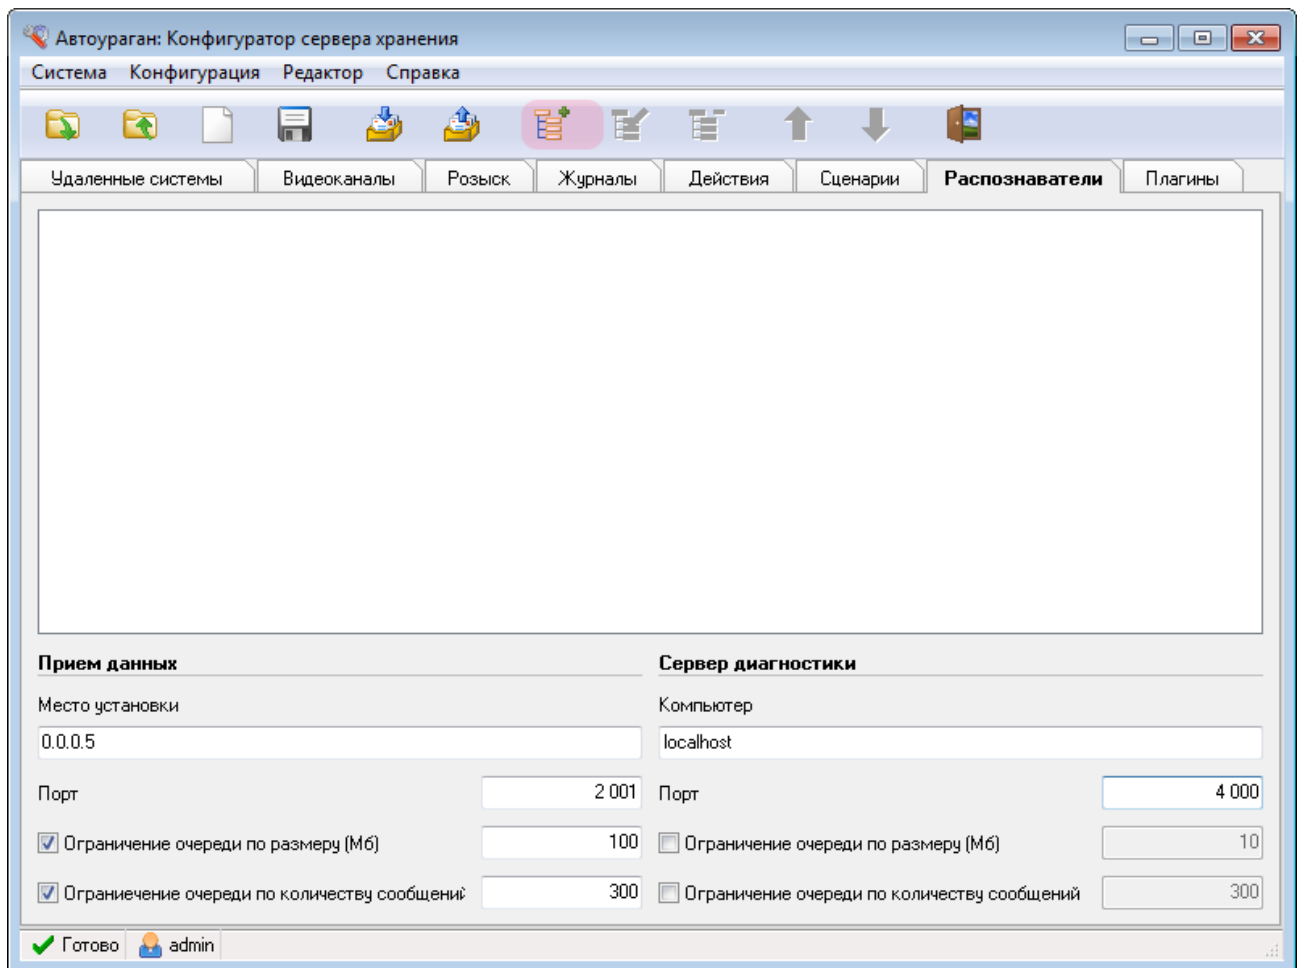 Автоураган: Конфигуратор сервера хранения
Система Конфигурация Редактор Справка
Удаленные системы Видеоканалы Розыск Журналы Действия Сценарии Распознаватели Плагины
Прием данных Сервер диагностики
Место установки Компьютер
0.0.0.5 localhost
Порт 2 001 Порт 4 000
Ограничение очереди по размеру (Мб) 100 Ограничение очереди по размеру (Мб) 10
Ограниечение очереди по количеству сообщений 300 Ограничение очереди по количеству сообщений 300
Готово admin